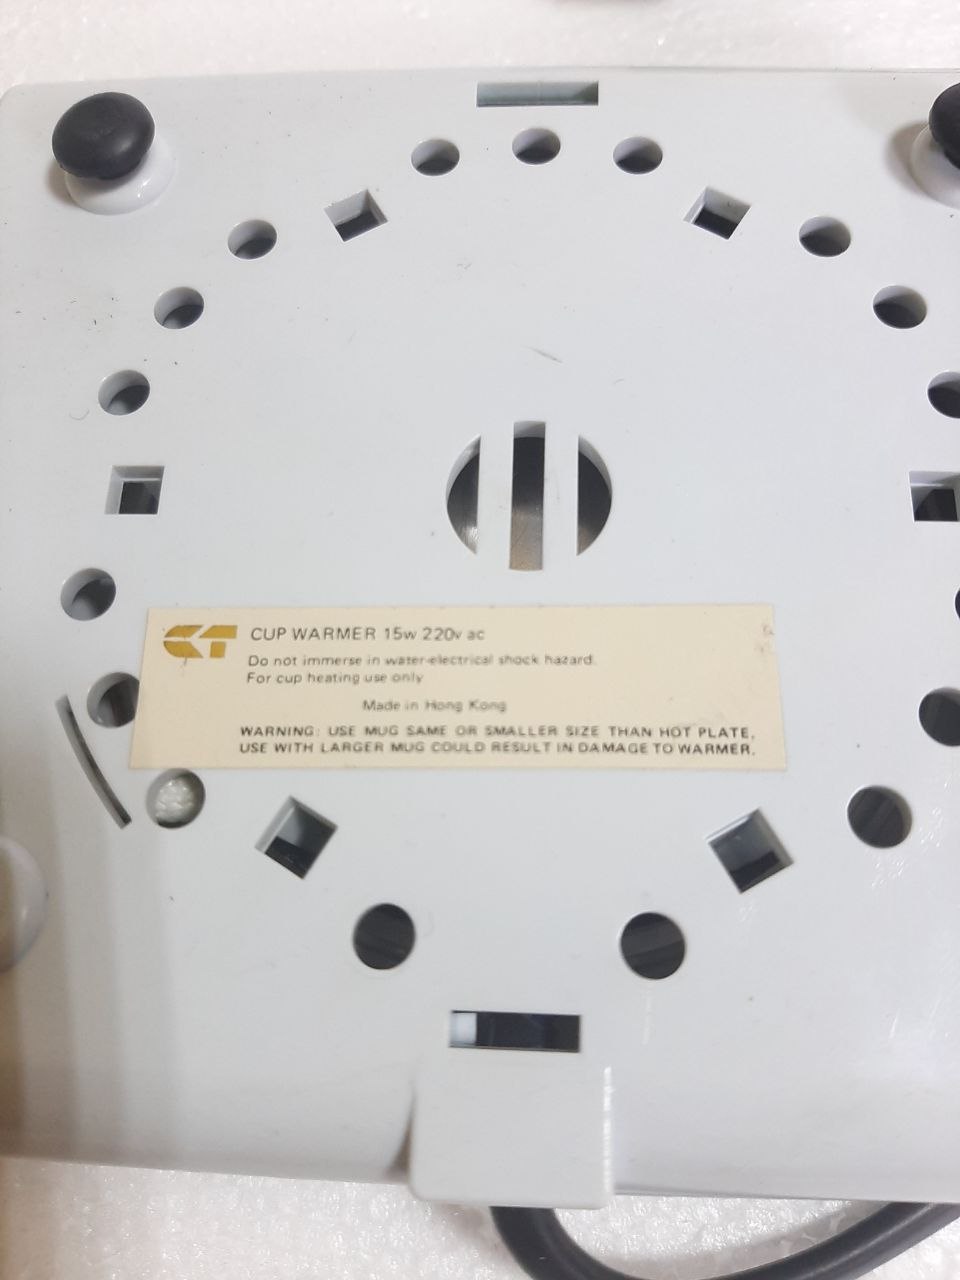 CT CUP WARMER 15w 220v ac
Do not immerse in water-electrical shock hazard.
For cup heating use only
Made in Hong Kong
WARNING: USE MUG SAME OR SMALLER SIZE THAN HOT PLATE,
USE WITH LARGER MUG COULD RESULT IN DAMAGE TO WARMER.